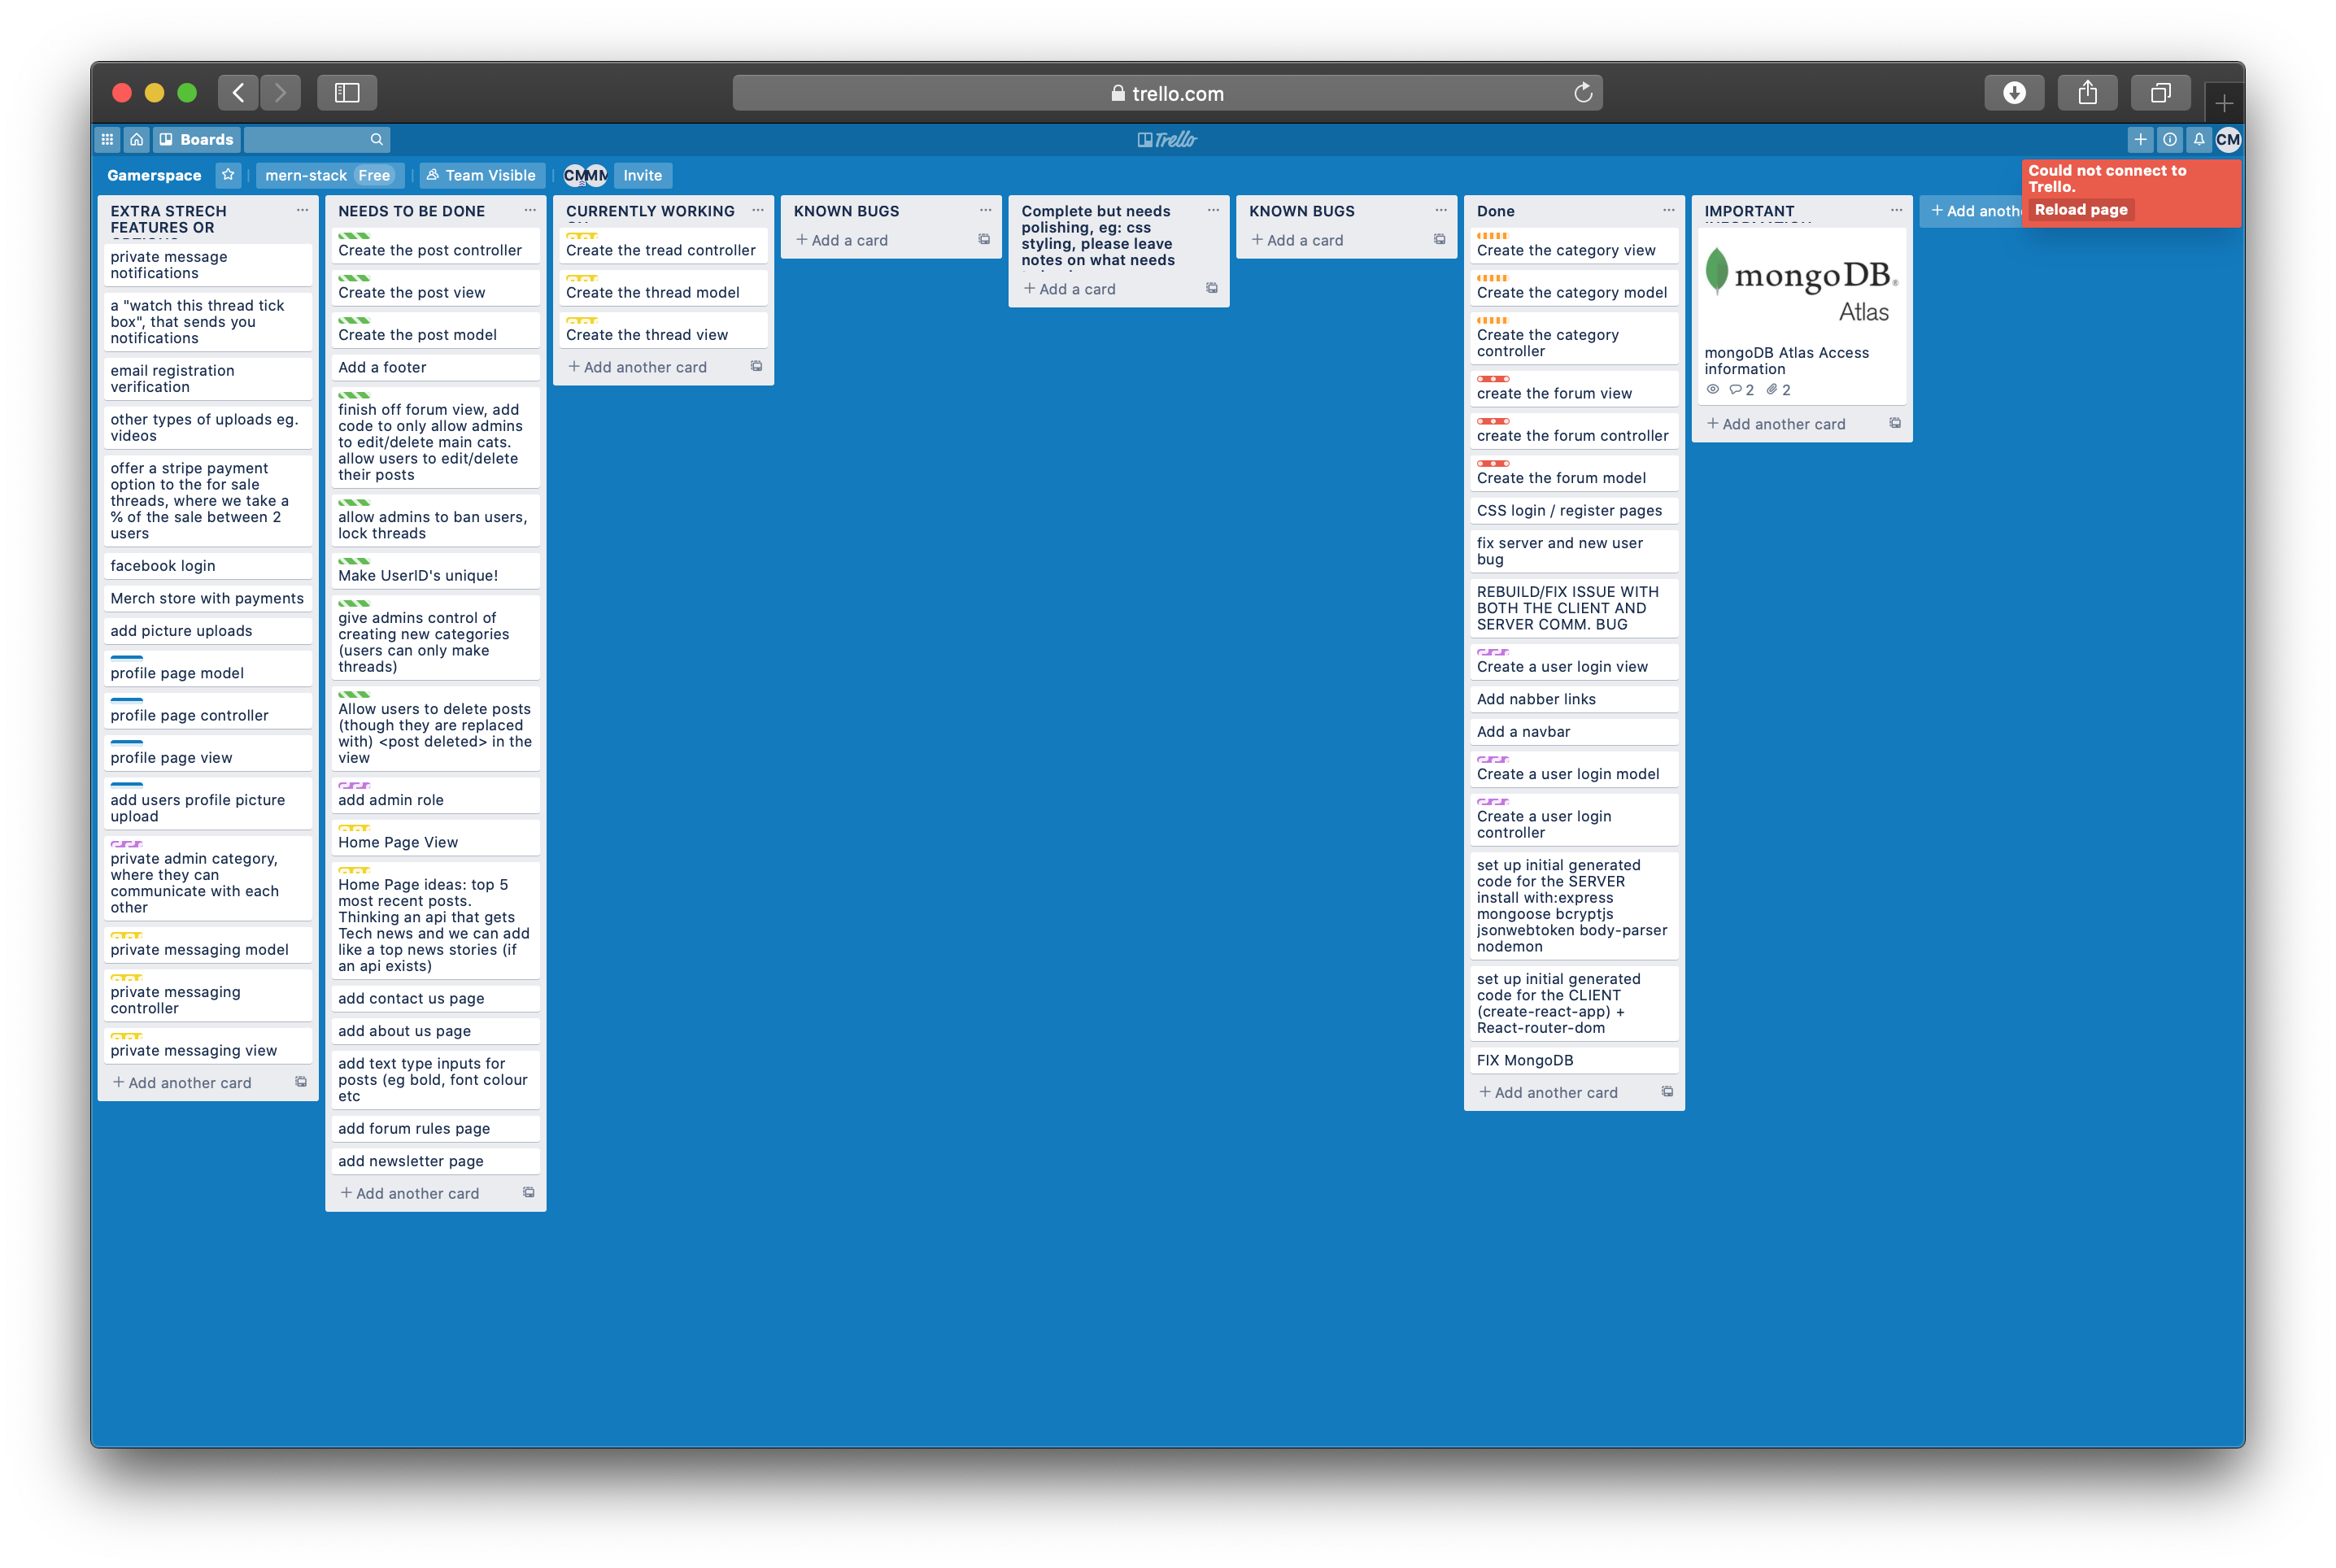 trello.com
Boards
Trello
CM
Gamerspace
mern-stack Free
Team Visible
CM
MM
Invite
Could not connect to
Trello.
Reload page
EXTRA STRECH
FEATURES OR
OPTIONS
private message
notifications
a "watch this thread tick
box", that sends you
notifications
email registration
verification
other types of uploads eg.
videos
offer a stripe payment
option to the for sale
threads, where we take a
% of the sale between 2
users
facebook login
Merch store with payments
add picture uploads
profile page model
profile page controller
profile page view
add users profile picture
upload
private admin category,
where they can
communicate with each
other
private messaging model
private messaging
controller
private messaging view
+ Add another card
NEEDS TO BE DONE
Create the post controller
Create the post view
Create the post model
Add a footer
finish off forum view, add
code to only allow admins
to edit/delete main cats.
allow users to edit/delete
their posts
allow admins to ban users,
lock threads
Make UserID's unique!
give admins control of
creating new categories
(users can only make
threads)
Allow users to delete posts
(though they are replaced
with) <post deleted> in the
view
add admin role
Home Page View
Home Page ideas: top 5
most recent posts.
Thinking an api that gets
Tech news and we can add
like a top news stories (if
an api exists)
add contact us page
add about us page
add text type inputs for
posts (eg bold, font colour
etc
add forum rules page
add newsletter page
+ Add another card
CURRENTLY WORKING
Create the tread controller
Create the thread model
Create the thread view
+ Add another card
KNOWN BUGS
+ Add a card
Complete but needs
polishing, eg: css
styling, please leave
notes on what needs
+ Add a card
KNOWN BUGS
+ Add a card
Done
Create the category view
Create the category model
Create the category
controller
create the forum view
create the forum controller
Create the forum model
CSS login / register pages
fix server and new user
bug
REBUILD/FIX ISSUE WITH
BOTH THE CLIENT AND
SERVER COMM. BUG
Create a user login view
Add nabber links
Add a navbar
Create a user login model
Create a user login
controller
set up initial generated
code for the SERVER
install with:express
mongoose bcryptjs
jsonwebtoken body-parser
nodemon
set up initial generated
code for the CLIENT
(create-react-app) +
React-router-dom
FIX MongoDB
+ Add another card
IMPORTANT
INFORMATION
mongoDB®
Atlas
mongoDB Atlas Access
information
2
2
+ Add another card
+ Add anoth